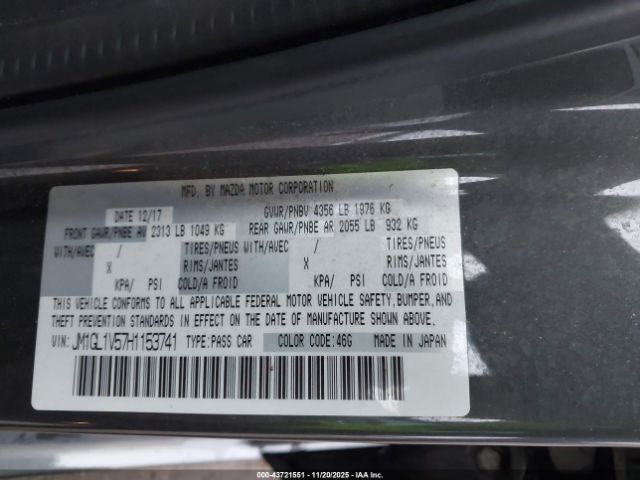 MFD. BY MAZDA MOTOR CORPORATION
DATE 12/17 GVWR/PNBV 4356 LB 1976 KG
FRONT GAWR/PNBE AV 2313 LB 1049 KG REAR GAWR/PNBE AR 2055 LB 932 KG
WITH/AVEC / TIRES/PNEUS WITH/AVEC / TIRES/PNEUS
X RIMS/JANTES X RIMS/JANTES
KPA/ PSI COLD/A FROID KPA/ PSI COLD/A FROID
THIS VEHICLE CONFORMS TO ALL APPLICABLE FEDERAL MOTOR VEHICLE SAFETY, BUMPER, AND
THEFT PREVENTION STANDARDS IN EFFECT ON THE DATE OF MANUFACTURE SHOWN ABOVE.
VIN: JM1GL1V57H1153741 TYPE:PASS CAR COLOR CODE:46G MADE IN JAPAN
00-43721551 - 11/20/2025 - IAA Inc.